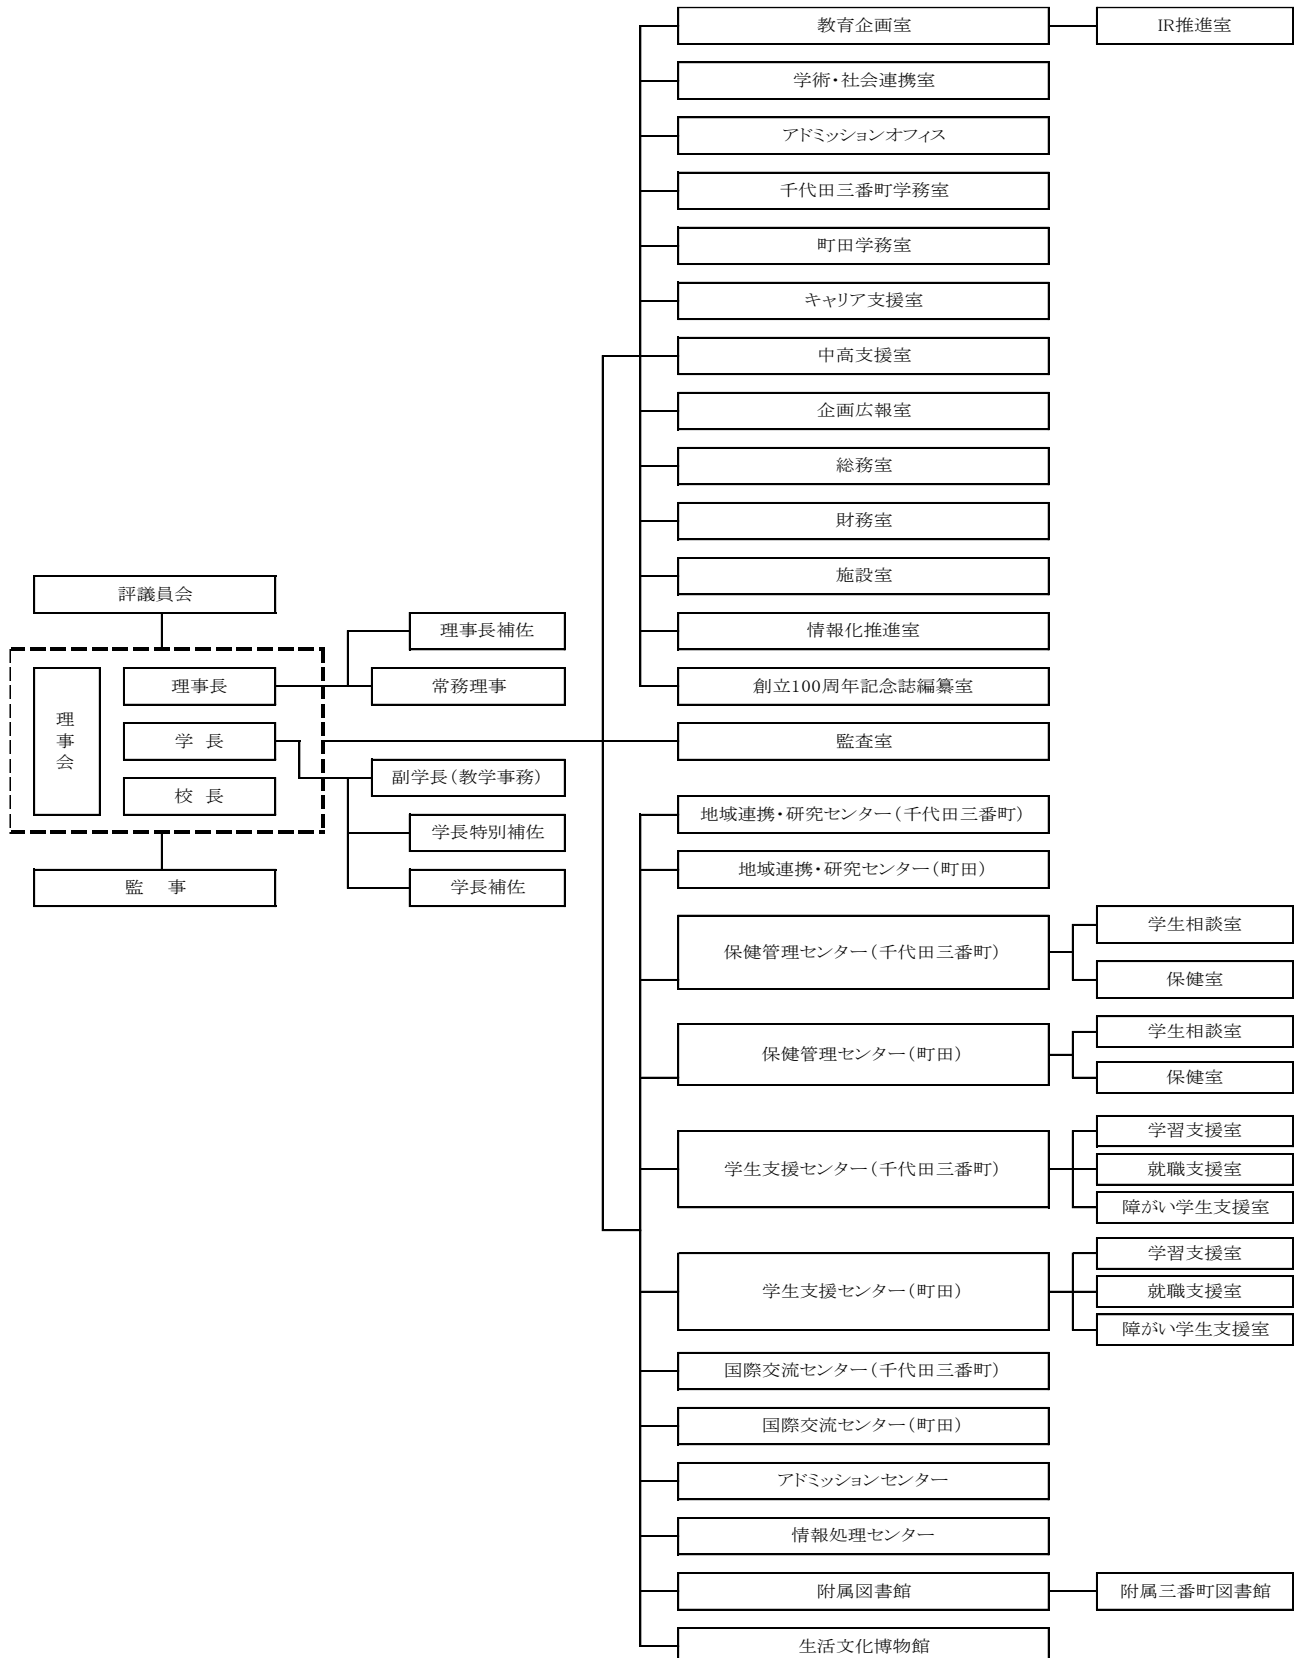 教育企画室
IR推進室
学術・社会連携室
アドミッションオフィス
千代田三番町学務室
町田学務室
キャリア支援室
中高支援室
企画広報室
総務室
財務室
施設室
情報化推進室
創立100周年記念誌編纂室
評議員会
理事会
理事長
学 長
校 長
監 事
理事長補佐
常務理事
副学長(教学事務)
学長特別補佐
学長補佐
監査室
地域連携・研究センター(千代田三番町)
地域連携・研究センター(町田)
保健管理センター(千代田三番町)
学生相談室
保健室
保健管理センター(町田)
学生相談室
保健室
学生支援センター(千代田三番町)
学習支援室
就職支援室
障がい学生支援室
学生支援センター(町田)
学習支援室
就職支援室
障がい学生支援室
国際交流センター(千代田三番町)
国際交流センター(町田)
アドミッションセンター
情報処理センター
附属図書館
附属三番町図書館
生活文化博物館